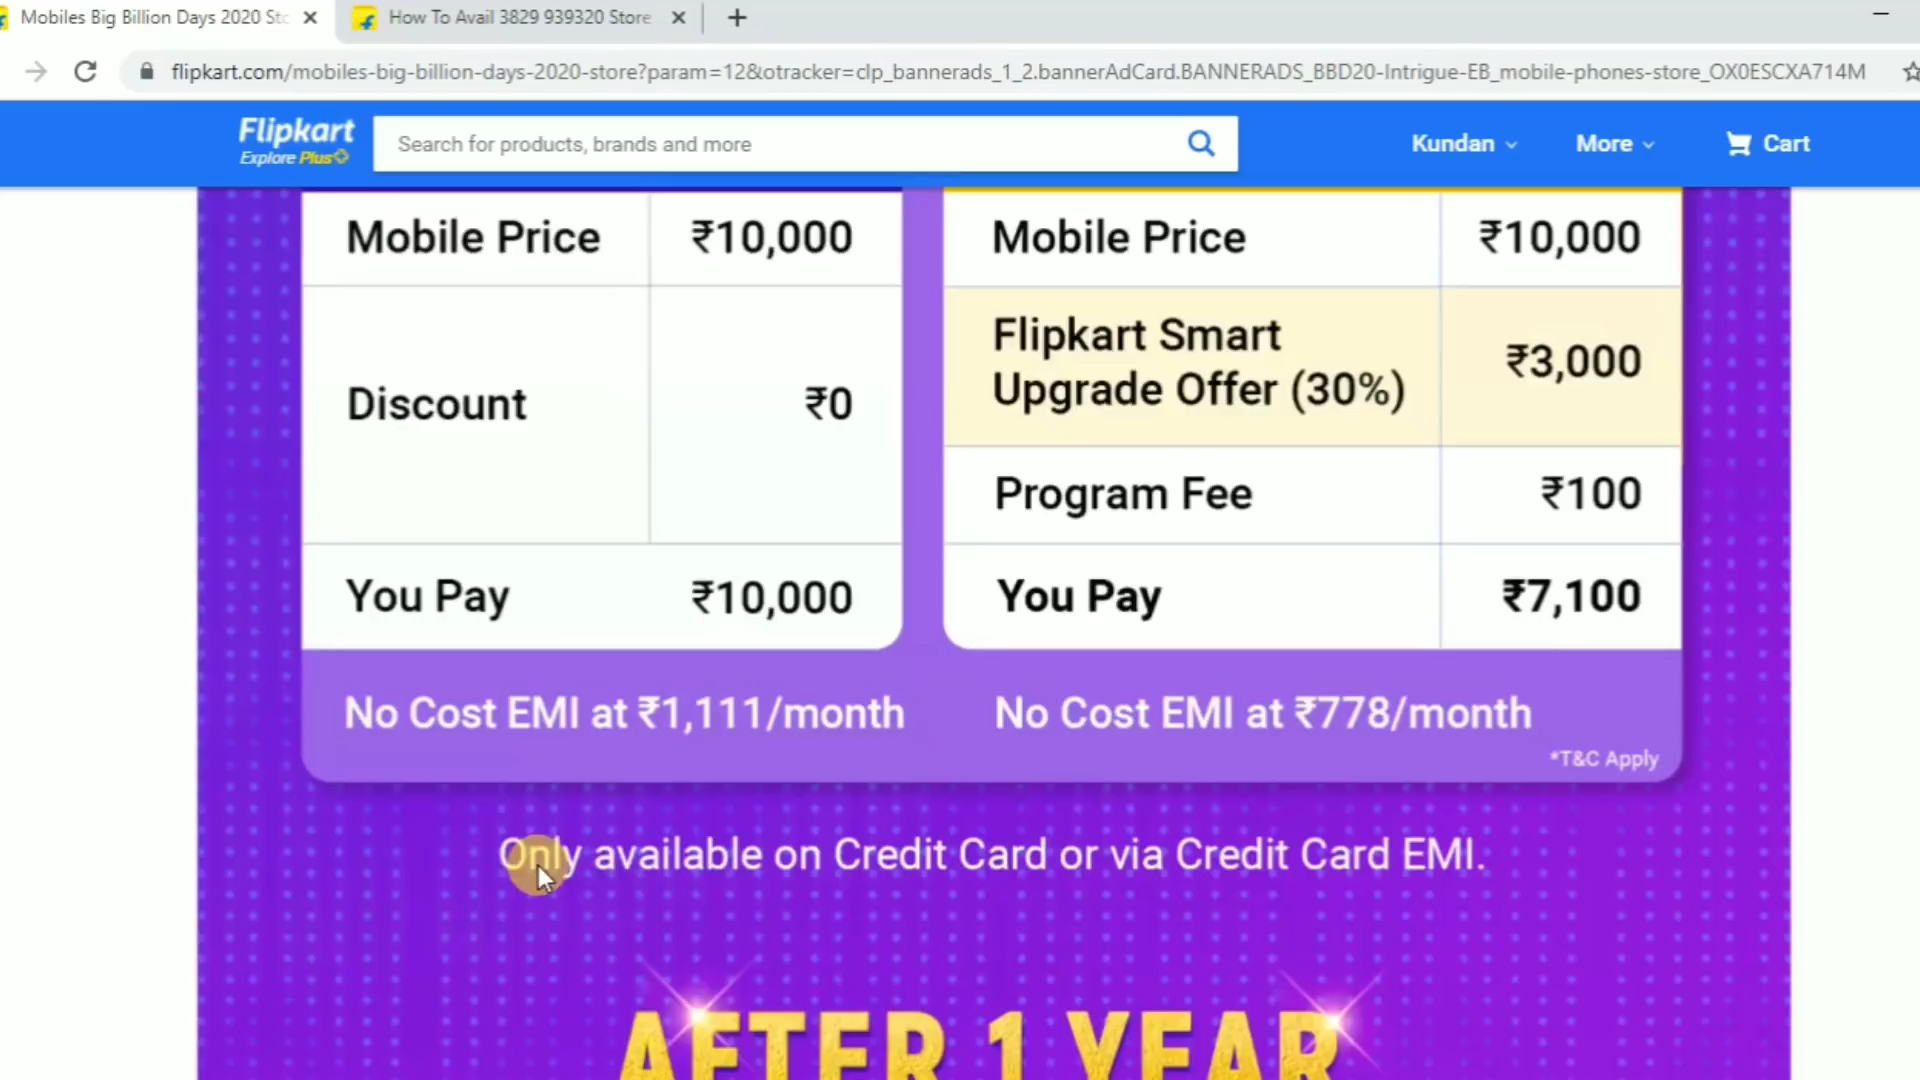 Mobiles Big Billion Days 2020 Sto
How To Avail 3829 939320 Store
flipkart.com/mobiles-big-billion-days-2020-store?param=12&otracker=clp_bannerads_1_2.bannerAdCard.BANNERADS_BBD20-Intrigue-EB_mobile-phones-store_OX0ESCXA714M
Flipkart
Explore Plus
Search for products, brands and more
Kundan
More
Cart
Mobile Price ₹10,000
Discount ₹0
You Pay ₹10,000
No Cost EMI at ₹1,111/month
Mobile Price ₹10,000
Flipkart Smart
Upgrade Offer (30%) ₹3,000
Program Fee ₹100
You Pay ₹7,100
No Cost EMI at ₹778/month
*T&C Apply
Only available on Credit Card or via Credit Card EMI.
AFTER 1 YEAR